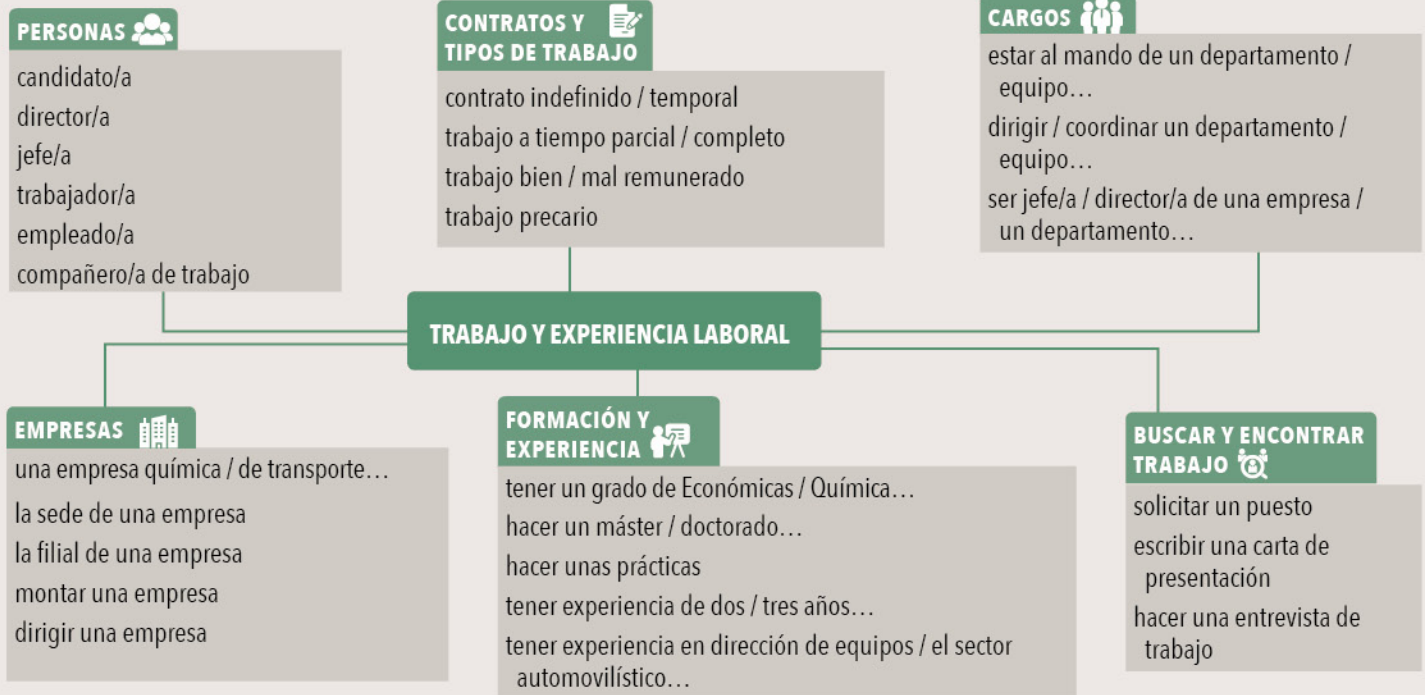 PERSONAS
candidato/a
director/a
jefe/a
trabajador/a
empleado/a
compañero/a de trabajo
CONTRATOS Y
TIPOS DE TRABAJO
contrato indefinido / temporal
trabajo a tiempo parcial / completo
trabajo bien / mal remunerado
trabajo precario
CARGOS
estar al mando de un departamento /
equipo…
dirigir / coordinar un departamento /
equipo…
ser jefe/a / director/a de una empresa /
un departamento…
TRABAJO Y EXPERIENCIA LABORAL
EMPRESAS
una empresa química / de transporte…
la sede de una empresa
la filial de una empresa
montar una empresa
dirigir una empresa
FORMACIÓN Y
EXPERIENCIA
tener un grado de Económicas / Química…
hacer un máster / doctorado…
hacer unas prácticas
tener experiencia de dos / tres años…
tener experiencia en dirección de equipos / el sector
automovilístico…
BUSCAR Y ENCONTRAR
TRABAJO
solicitar un puesto
escribir una carta de
presentación
hacer una entrevista de
trabajo